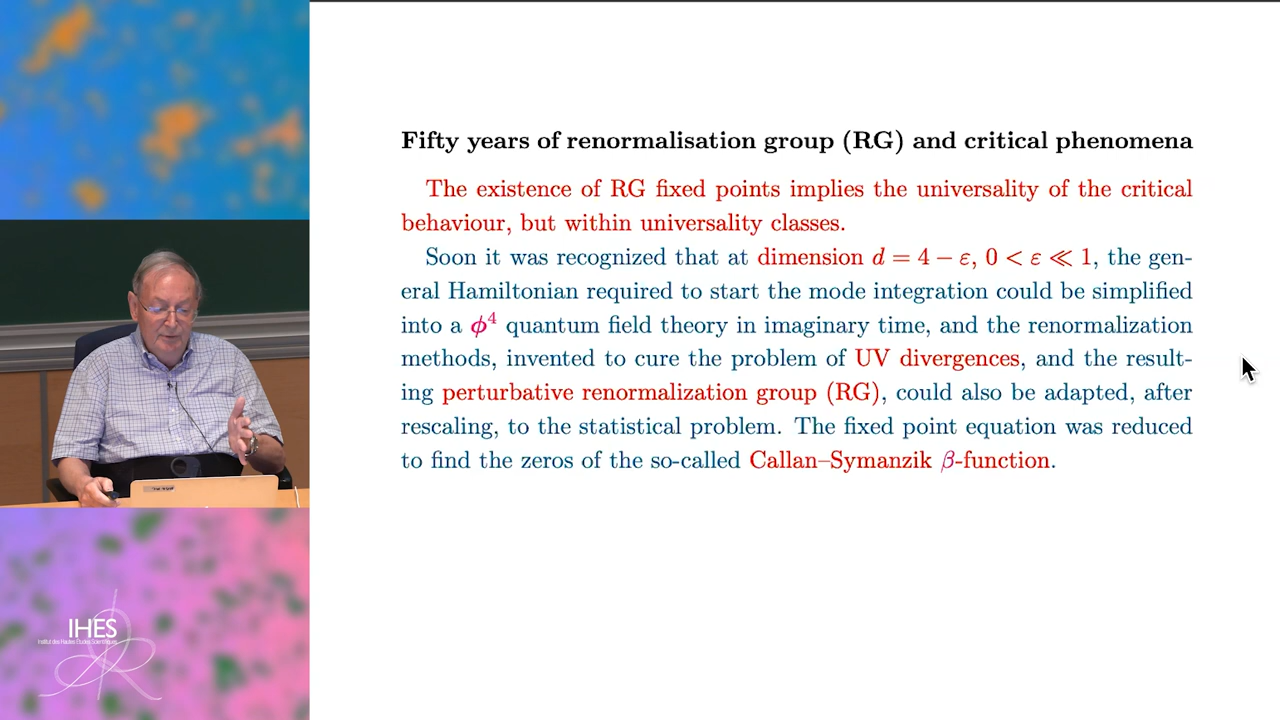 Fifty years of renormalisation group (RG) and critical phenomena
The existence of RG fixed points implies the universality of the critical
behaviour, but within universality classes.
Soon it was recognized that at dimension d = 4 − ε, 0 < ε ≪ 1, the gen-
eral Hamiltonian required to start the mode integration could be simplified
into a ϕ⁴ quantum field theory in imaginary time, and the renormalization
methods, invented to cure the problem of UV divergences, and the result-
ing perturbative renormalization group (RG), could also be adapted, after
rescaling, to the statistical problem. The fixed point equation was reduced
to find the zeros of the so-called Callan–Symanzik β-function.
IHES
Institut des Hautes Études Scientifiques